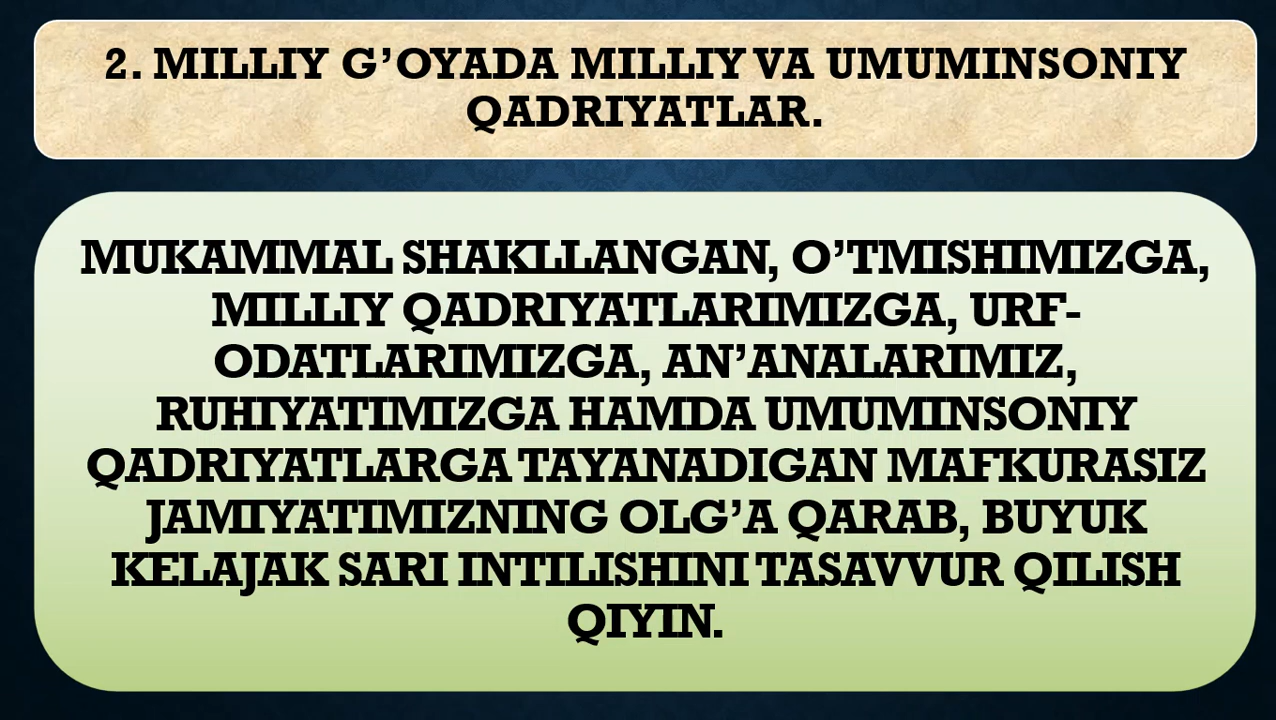 2. MILLIY G’OYADA MILLIY VA UMUMINSONIY
QADRIYATLAR.
MUKAMMAL SHAKLLANGAN, O’TMISHIMIZGA,
MILLIY QADRIYATLARIMIZGA, URF-
ODATLARIMIZGA, AN’ANALARIMIZ,
RUHIYATIMIZGA HAMDA UMUMINSONIY
QADRIYATLARGA TAYANADIGAN MAFKURASIZ
JAMIYATIMIZNING OLG’A QARAB, BUYUK
KELAJAK SARI INTILISHINI TASAVVUR QILISH
QIYIN.